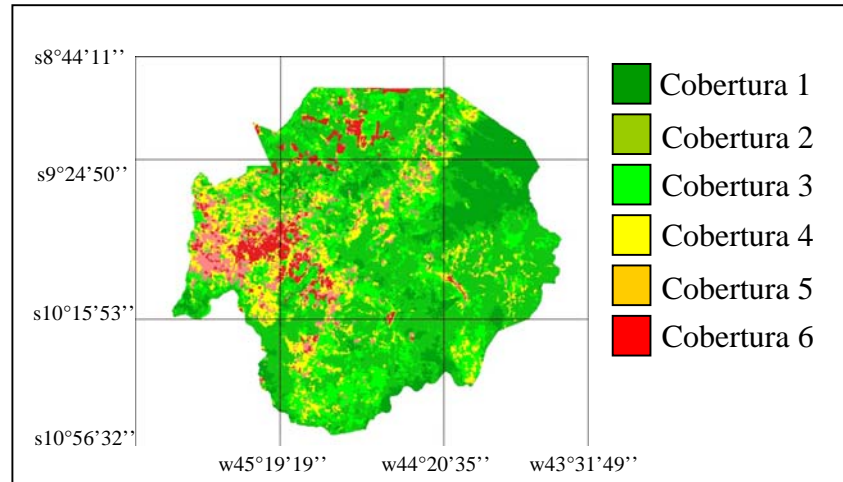 s8°44'11’’
s9°24’50’’
s10°15’53’’
s10°56’32’’
w45°19’19’’
w44°20’35’’
w43°31’49’’
Cobertura 1
Cobertura 2
Cobertura 3
Cobertura 4
Cobertura 5
Cobertura 6